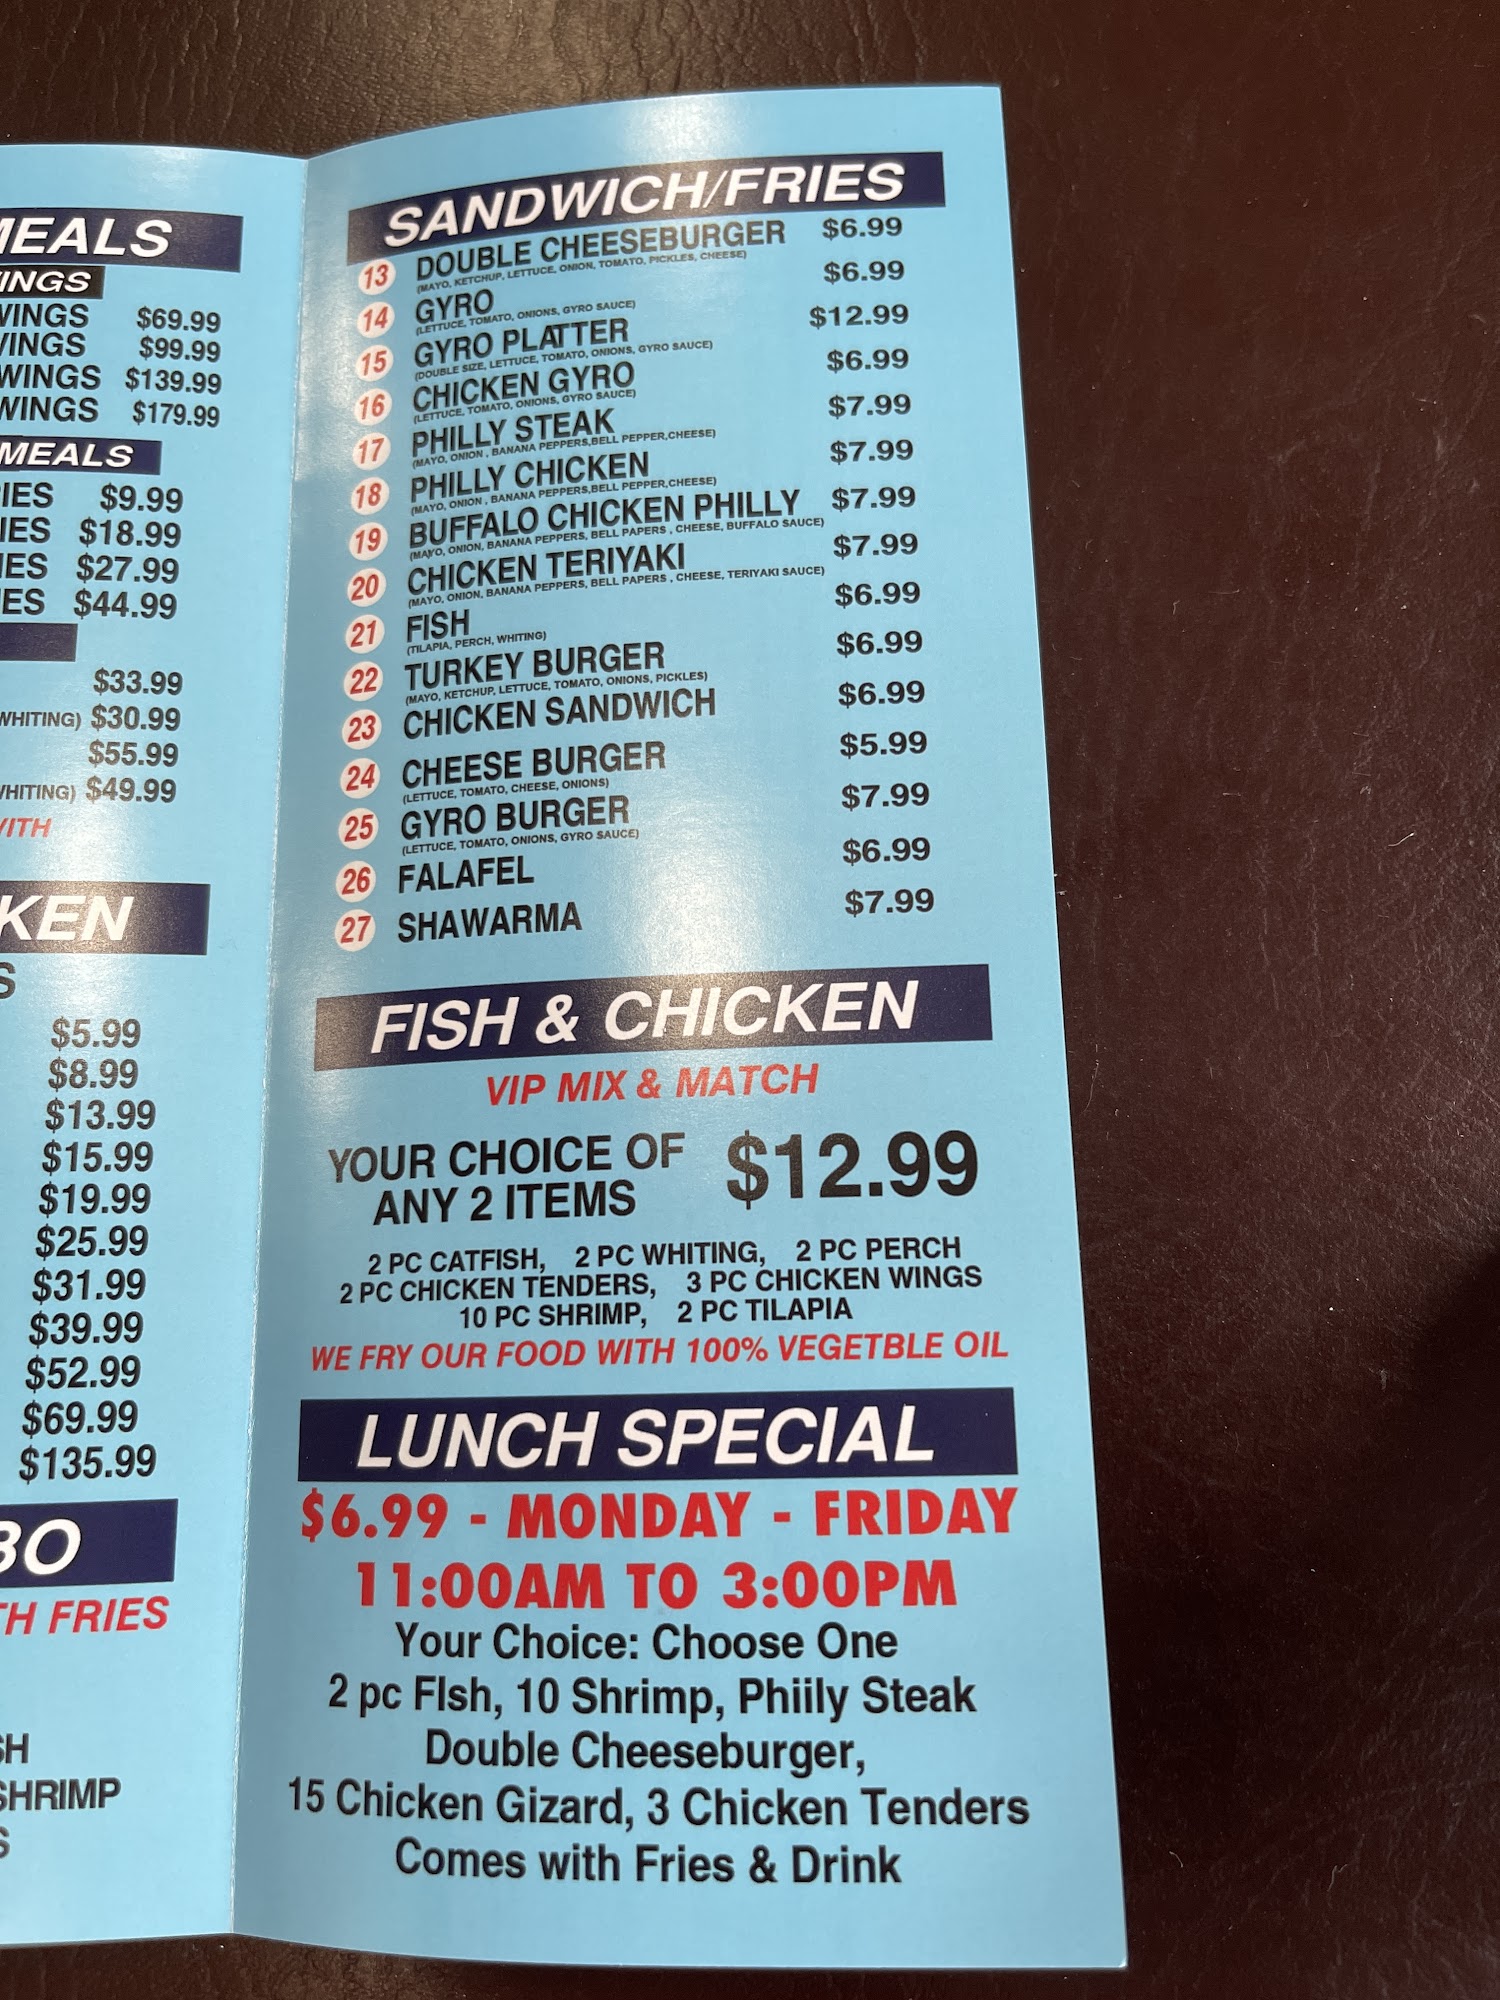 MEALS
INGS
WINGS $69.99
WINGS $99.99
WINGS $139.99
WINGS $179.99
MEALS
IES $9.99
IES $18.99
IES $27.99
ES $44.99
$33.99
WHITING) $30.99
$55.99
WHITING) $49.99
WITH
KEN
S
$5.99
$8.99
$13.99
$15.99
$19.99
$25.99
$31.99
$39.99
$52.99
$69.99
$135.99
BO
TH FRIES
SH
SHRIMP
S
SANDWICH/FRIES
13 DOUBLE CHEESEBURGER $6.99
(MAYO, KETCHUP, LETTUCE, ONION, TOMATO, PICKLES, CHEESE)
14 GYRO $6.99
(LETTUCE, TOMATO, ONIONS, GYRO SAUCE)
15 GYRO PLATTER $12.99
(DOUBLE SIZE, LETTUCE, TOMATO, ONIONS, GYRO SAUCE)
16 CHICKEN GYRO $6.99
(LETTUCE, TOMATO, ONIONS, GYRO SAUCE)
17 PHILLY STEAK $7.99
(MAYO, ONION , BANANA PEPPERS,BELL PEPPER,CHEESE)
18 PHILLY CHICKEN $7.99
(MAYO, ONION , BANANA PEPPERS,BELL PEPPER,CHEESE)
19 BUFFALO CHICKEN PHILLY $7.99
(MAYO, ONION, BANANA PEPPERS, BELL PAPERS , CHEESE, BUFFALO SAUCE)
20 CHICKEN TERIYAKI $7.99
(MAYO, ONION, BANANA PEPPERS, BELL PAPERS , CHEESE, TERIYAKI SAUCE)
21 FISH $6.99
(TILAPIA, PERCH, WHITING)
22 TURKEY BURGER $6.99
(MAYO, KETCHUP, LETTUCE, TOMATO, ONIONS, PICKLES)
23 CHICKEN SANDWICH $6.99
24 CHEESE BURGER $5.99
(LETTUCE, TOMATO, CHEESE, ONIONS)
25 GYRO BURGER $7.99
(LETTUCE, TOMATO, ONIONS, GYRO SAUCE)
26 FALAFEL $6.99
27 SHAWARMA $7.99
FISH & CHICKEN
VIP MIX & MATCH
YOUR CHOICE OF
ANY 2 ITEMS $12.99
2 PC CATFISH, 2 PC WHITING, 2 PC PERCH
2 PC CHICKEN TENDERS, 3 PC CHICKEN WINGS
10 PC SHRIMP, 2 PC TILAPIA
WE FRY OUR FOOD WITH 100% VEGETBLE OIL
LUNCH SPECIAL
$6.99 - MONDAY - FRIDAY
11:00AM TO 3:00PM
Your Choice: Choose One
2 pc FIsh, 10 Shrimp, Phiily Steak
Double Cheeseburger,
15 Chicken Gizard, 3 Chicken Tenders
Comes with Fries & Drink